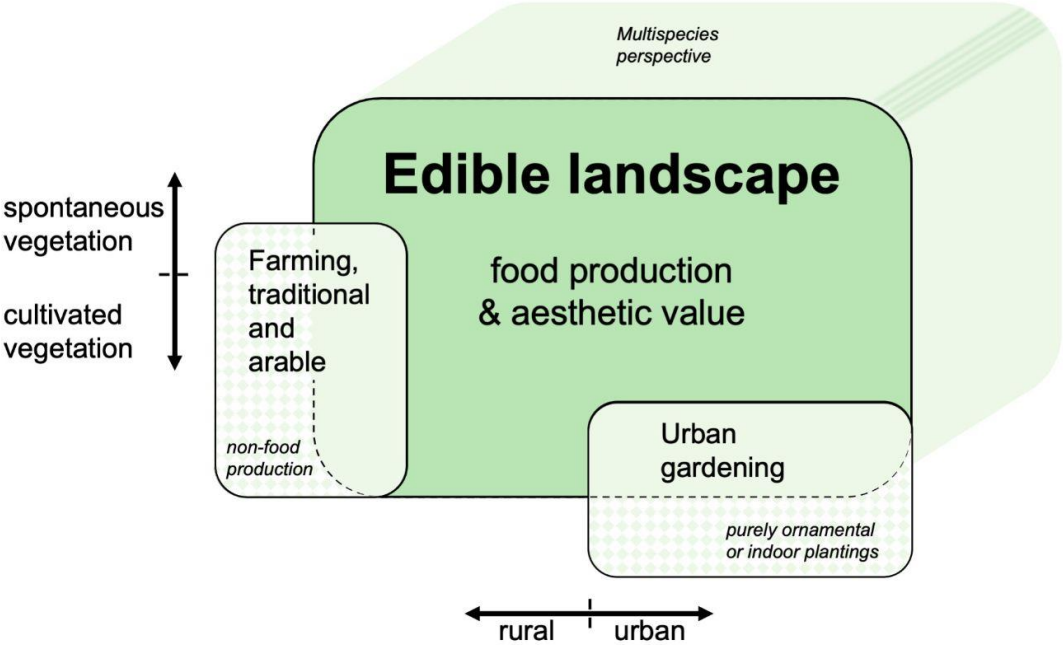 Multispecies
perspective
Edible landscape
food production
& aesthetic value
spontaneous
vegetation
cultivated
vegetation
Farming,
traditional
and
arable
non-food
production
Urban
gardening
purely ornamental
or indoor plantings
rural
urban